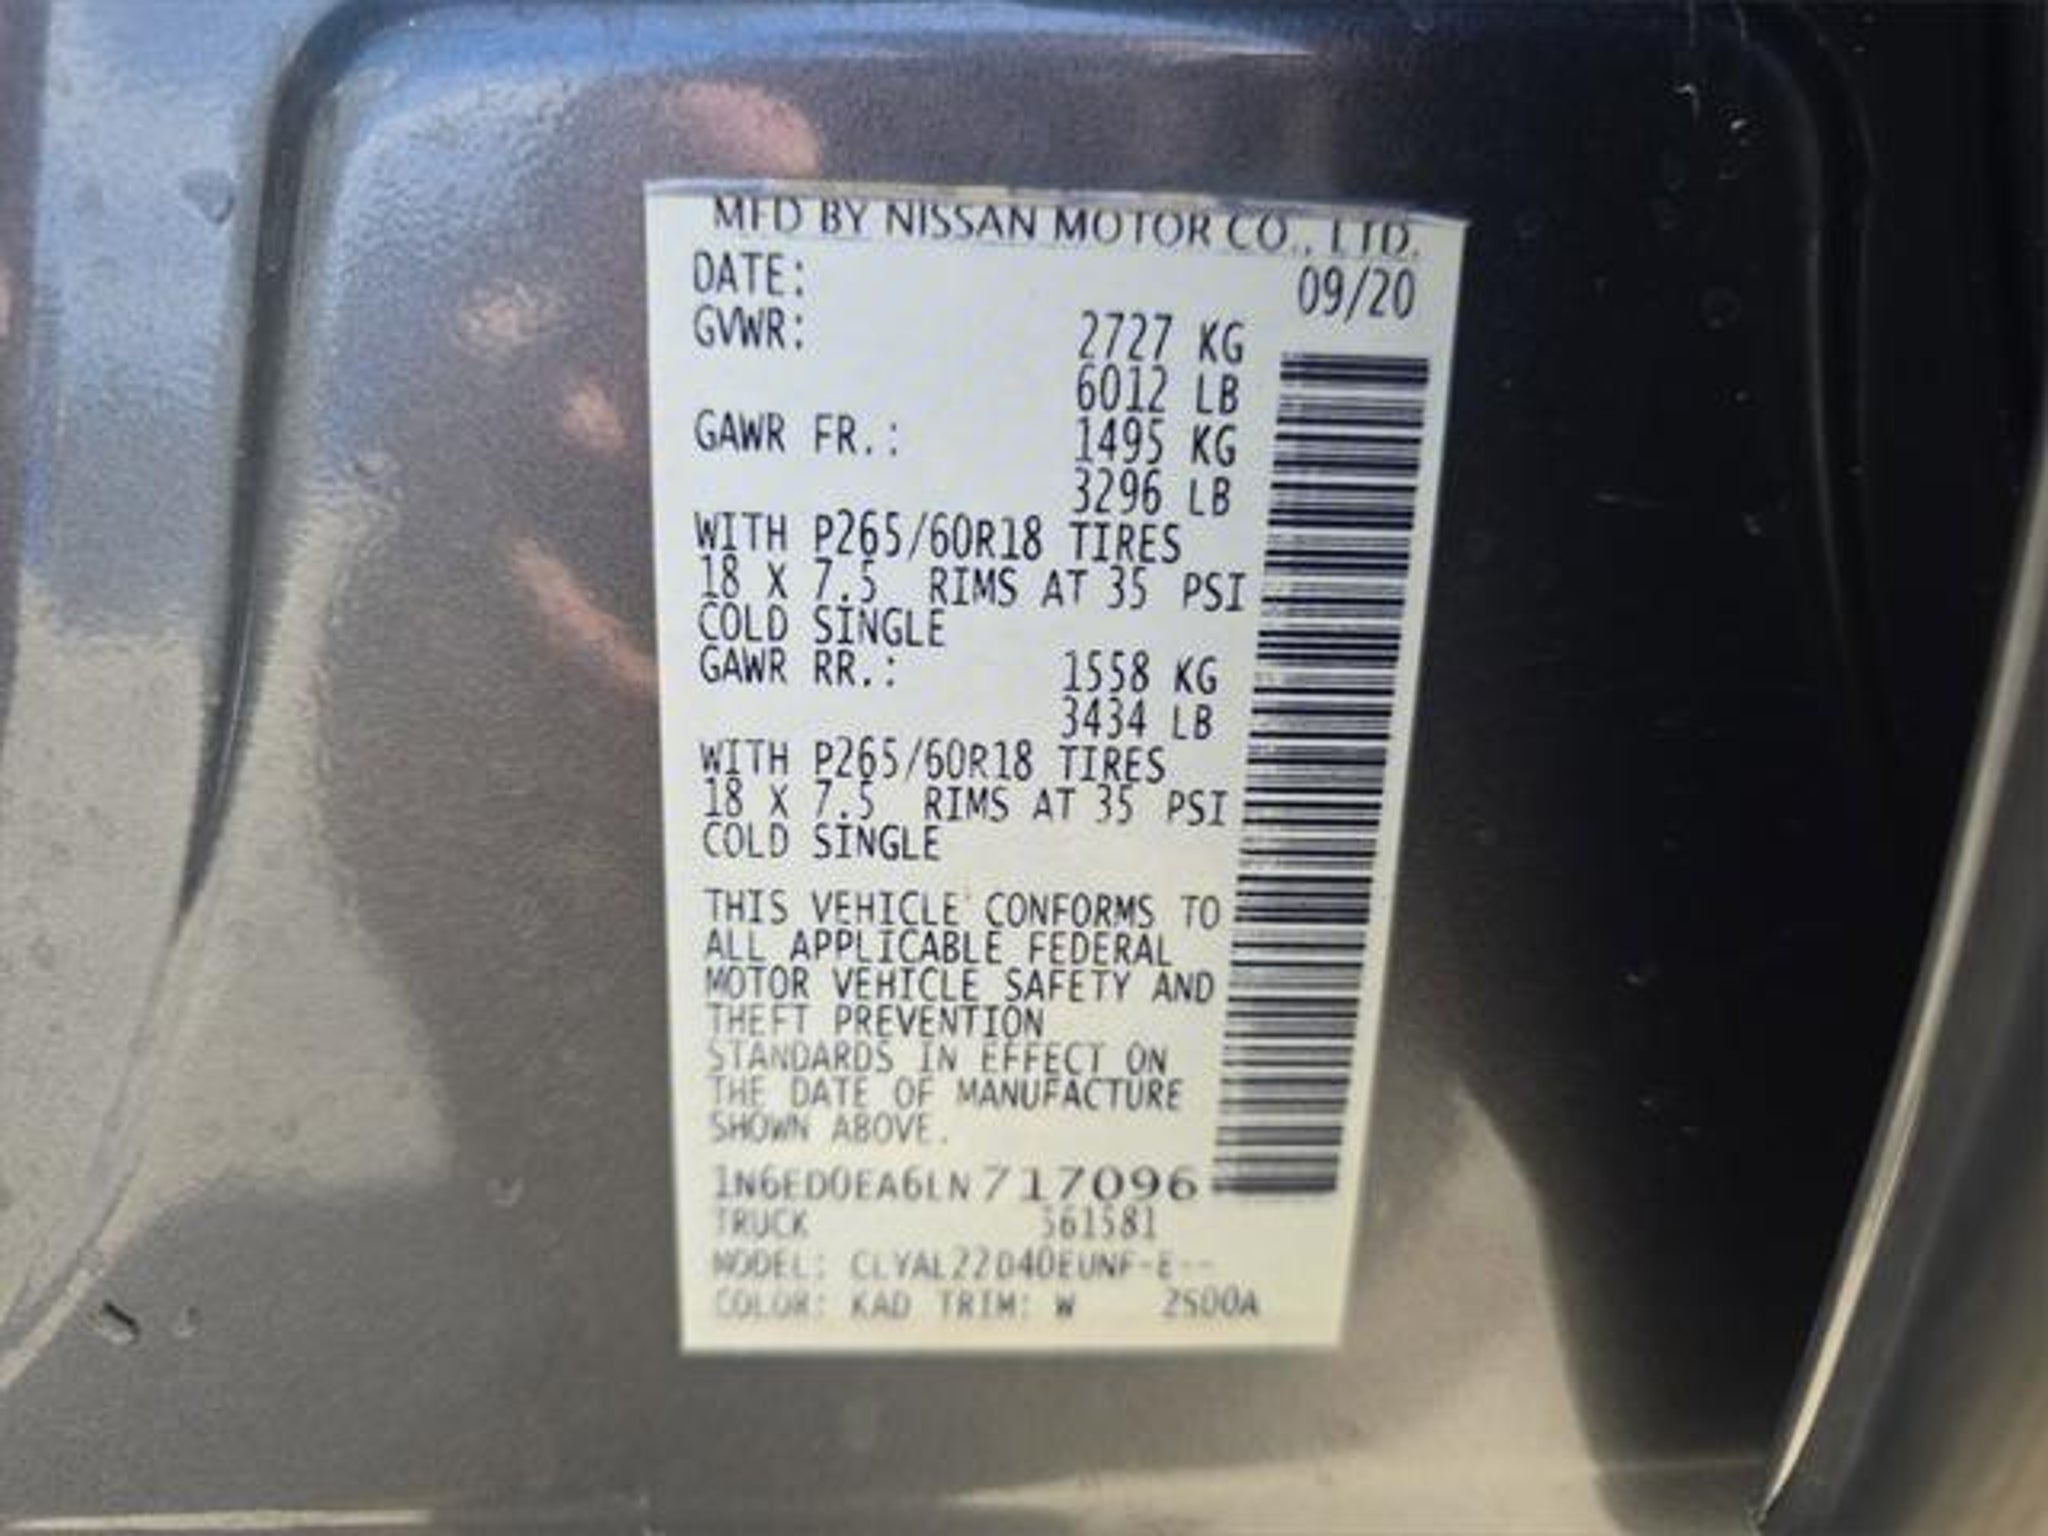 MFD BY NISSAN MOTOR CO., LTD.
DATE: 09/20
GVWR: 2727 KG
6012 LB
GAWR FR.: 1495 KG
3296 LB
WITH P265/60R18 TIRES
18 X 7.5 RIMS AT 35 PSI
COLD SINGLE
GAWR RR.: 1558 KG
3434 LB
WITH P265/60R18 TIRES
18 X 7.5 RIMS AT 35 PSI
COLD SINGLE
THIS VEHICLE CONFORMS TO
ALL APPLICABLE FEDERAL
MOTOR VEHICLE SAFETY AND
THEFT PREVENTION
STANDARDS IN EFFECT ON
THE DATE OF MANUFACTURE
SHOWN ABOVE.
1N6ED0EA6LN717096
TRUCK 561581
MODEL: CLYAL22D40EUNF-E--
COLOR: KAD TRIM: W 2S00A